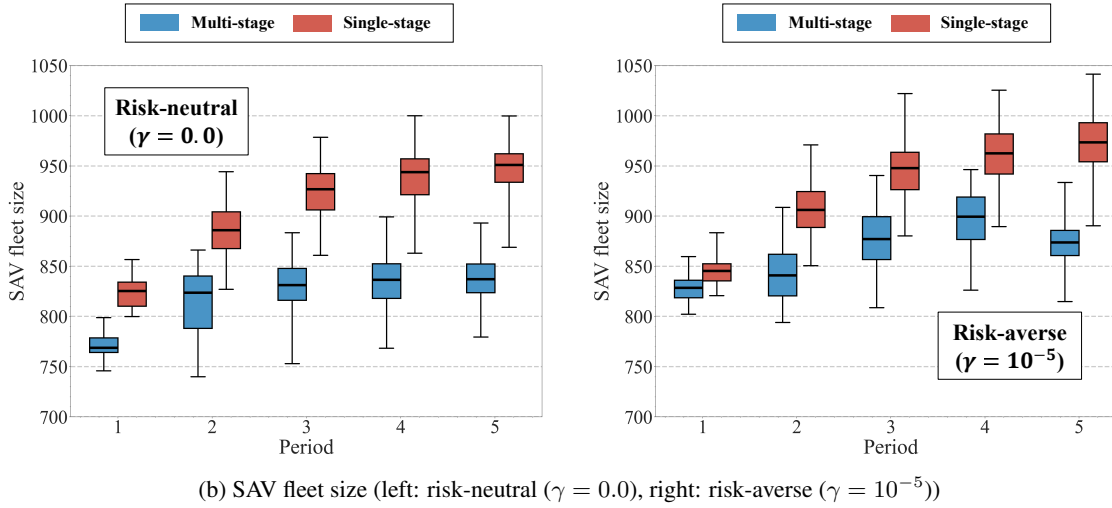 Multi-stage Single-stage
1050
1000
950
900
850
800
750
700
SAV fleet size
Risk-neutral
(γ = 0.0)
1 2 3 4 5
Period
Multi-stage Single-stage
1050
1000
950
900
850
800
750
700
SAV fleet size
Risk-averse
(γ = 10⁻⁵)
1 2 3 4 5
Period
(b) SAV fleet size (left: risk-neutral (γ = 0.0), right: risk-averse (γ = 10⁻⁵))